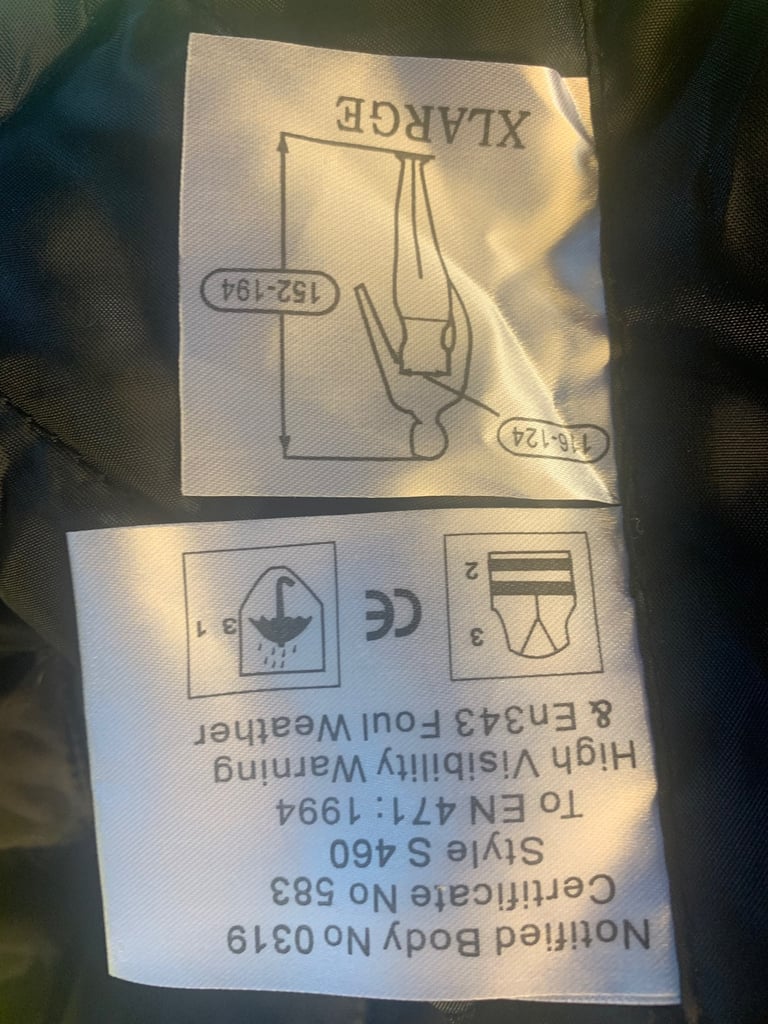 Notified Body No 0319
Certificate No 583
Style S 460
To EN 471: 1994
High Visibility Warning
& En343 Foul Weather
3
2
CE
3 1
116-124
152-194
XLARGE